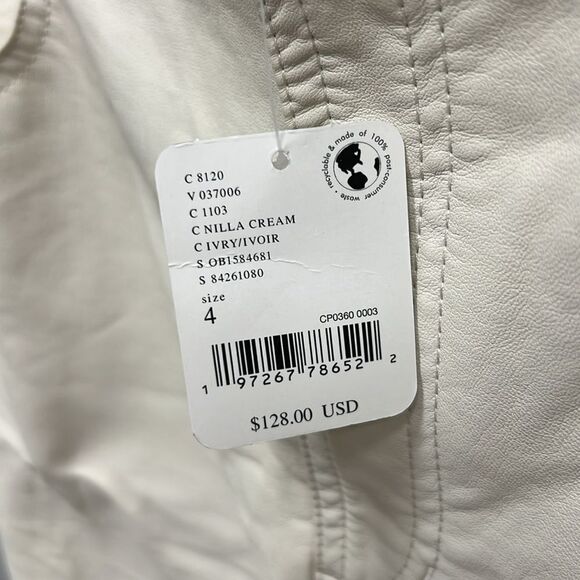 recyclable & made of 100% post-consumer waste •
C 8120
V 037006
C 1103
C NILLA CREAM
C IVRY/IVOIR
S OB1584681
S 84261080
size
4
CP0360 0003
1 97267 78652 2
$128.00 USD